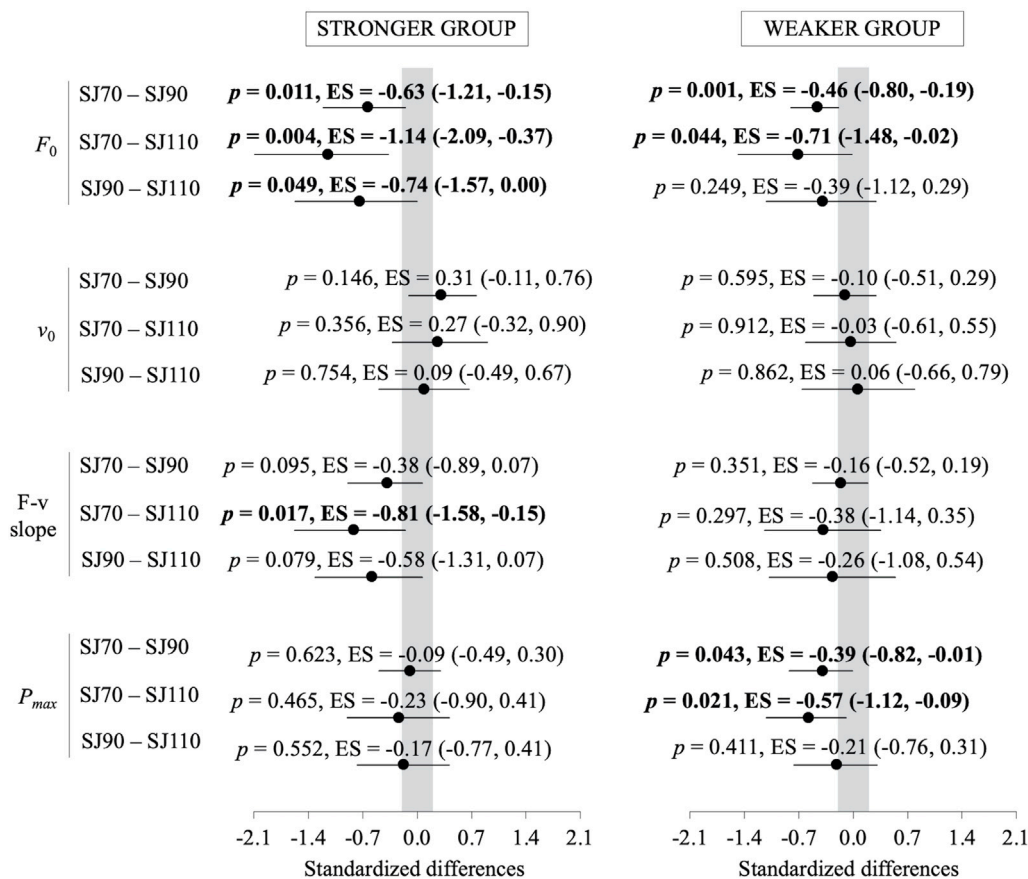 STRONGER GROUP WEAKER GROUP
SJ70 – SJ90 p = 0.011, ES = -0.63 (-1.21, -0.15) p = 0.001, ES = -0.46 (-0.80, -0.19)
F0 SJ70 – SJ110 p = 0.004, ES = -1.14 (-2.09, -0.37) p = 0.044, ES = -0.71 (-1.48, -0.02)
SJ90 – SJ110 p = 0.049, ES = -0.74 (-1.57, 0.00) p = 0.249, ES = -0.39 (-1.12, 0.29)
SJ70 – SJ90 p = 0.146, ES = 0.31 (-0.11, 0.76) p = 0.595, ES = -0.10 (-0.51, 0.29)
v0 SJ70 – SJ110 p = 0.356, ES = 0.27 (-0.32, 0.90) p = 0.912, ES = -0.03 (-0.61, 0.55)
SJ90 – SJ110 p = 0.754, ES = 0.09 (-0.49, 0.67) p = 0.862, ES = 0.06 (-0.66, 0.79)
SJ70 – SJ90 p = 0.095, ES = -0.38 (-0.89, 0.07) p = 0.351, ES = -0.16 (-0.52, 0.19)
F-v slope SJ70 – SJ110 p = 0.017, ES = -0.81 (-1.58, -0.15) p = 0.297, ES = -0.38 (-1.14, 0.35)
SJ90 – SJ110 p = 0.079, ES = -0.58 (-1.31, 0.07) p = 0.508, ES = -0.26 (-1.08, 0.54)
SJ70 – SJ90 p = 0.623, ES = -0.09 (-0.49, 0.30) p = 0.043, ES = -0.39 (-0.82, -0.01)
Pmax SJ70 – SJ110 p = 0.465, ES = -0.23 (-0.90, 0.41) p = 0.021, ES = -0.57 (-1.12, -0.09)
SJ90 – SJ110 p = 0.552, ES = -0.17 (-0.77, 0.41) p = 0.411, ES = -0.21 (-0.76, 0.31)
-2.1 -1.4 -0.7 0.0 0.7 1.4 2.1 -2.1 -1.4 -0.7 0.0 0.7 1.4 2.1
Standardized differences Standardized differences